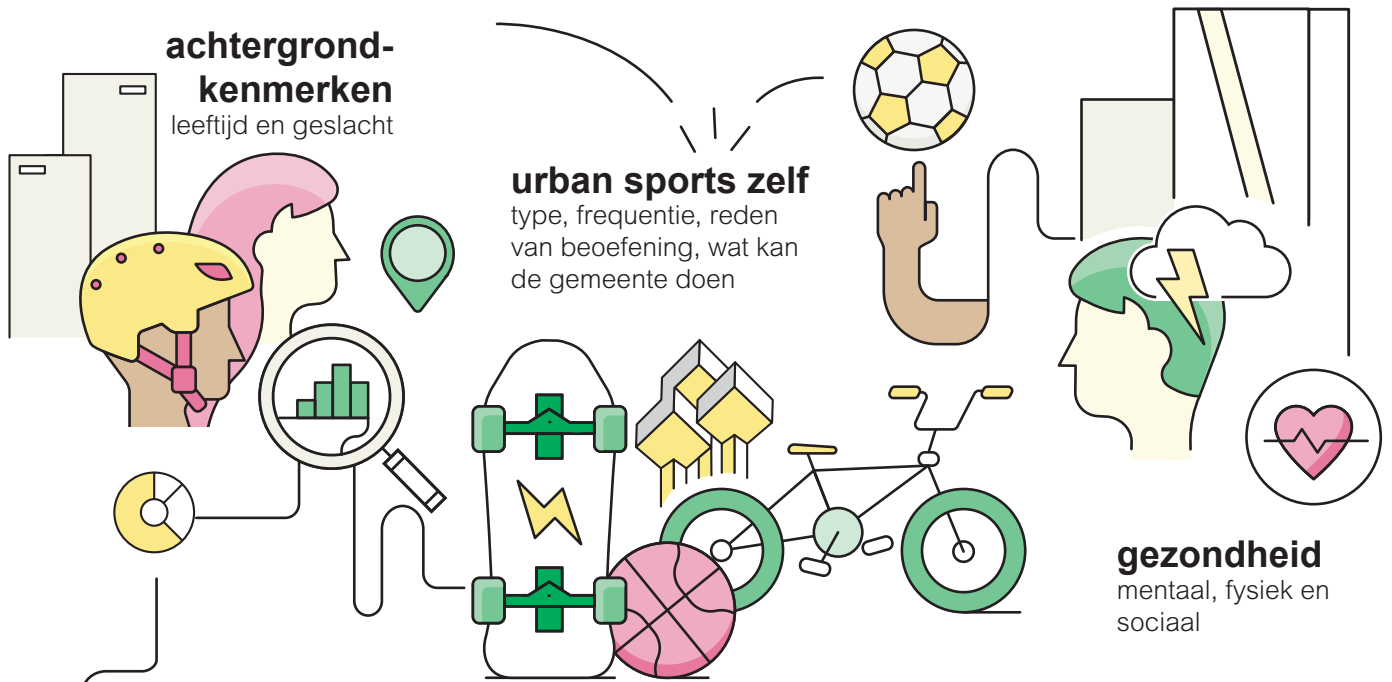 achtergrond-
kenmerken
leeftijd en geslacht
urban sports zelf
type, frequentie, reden
van beoefening, wat kan
de gemeente doen
gezondheid
mentaal, fysiek en
sociaal